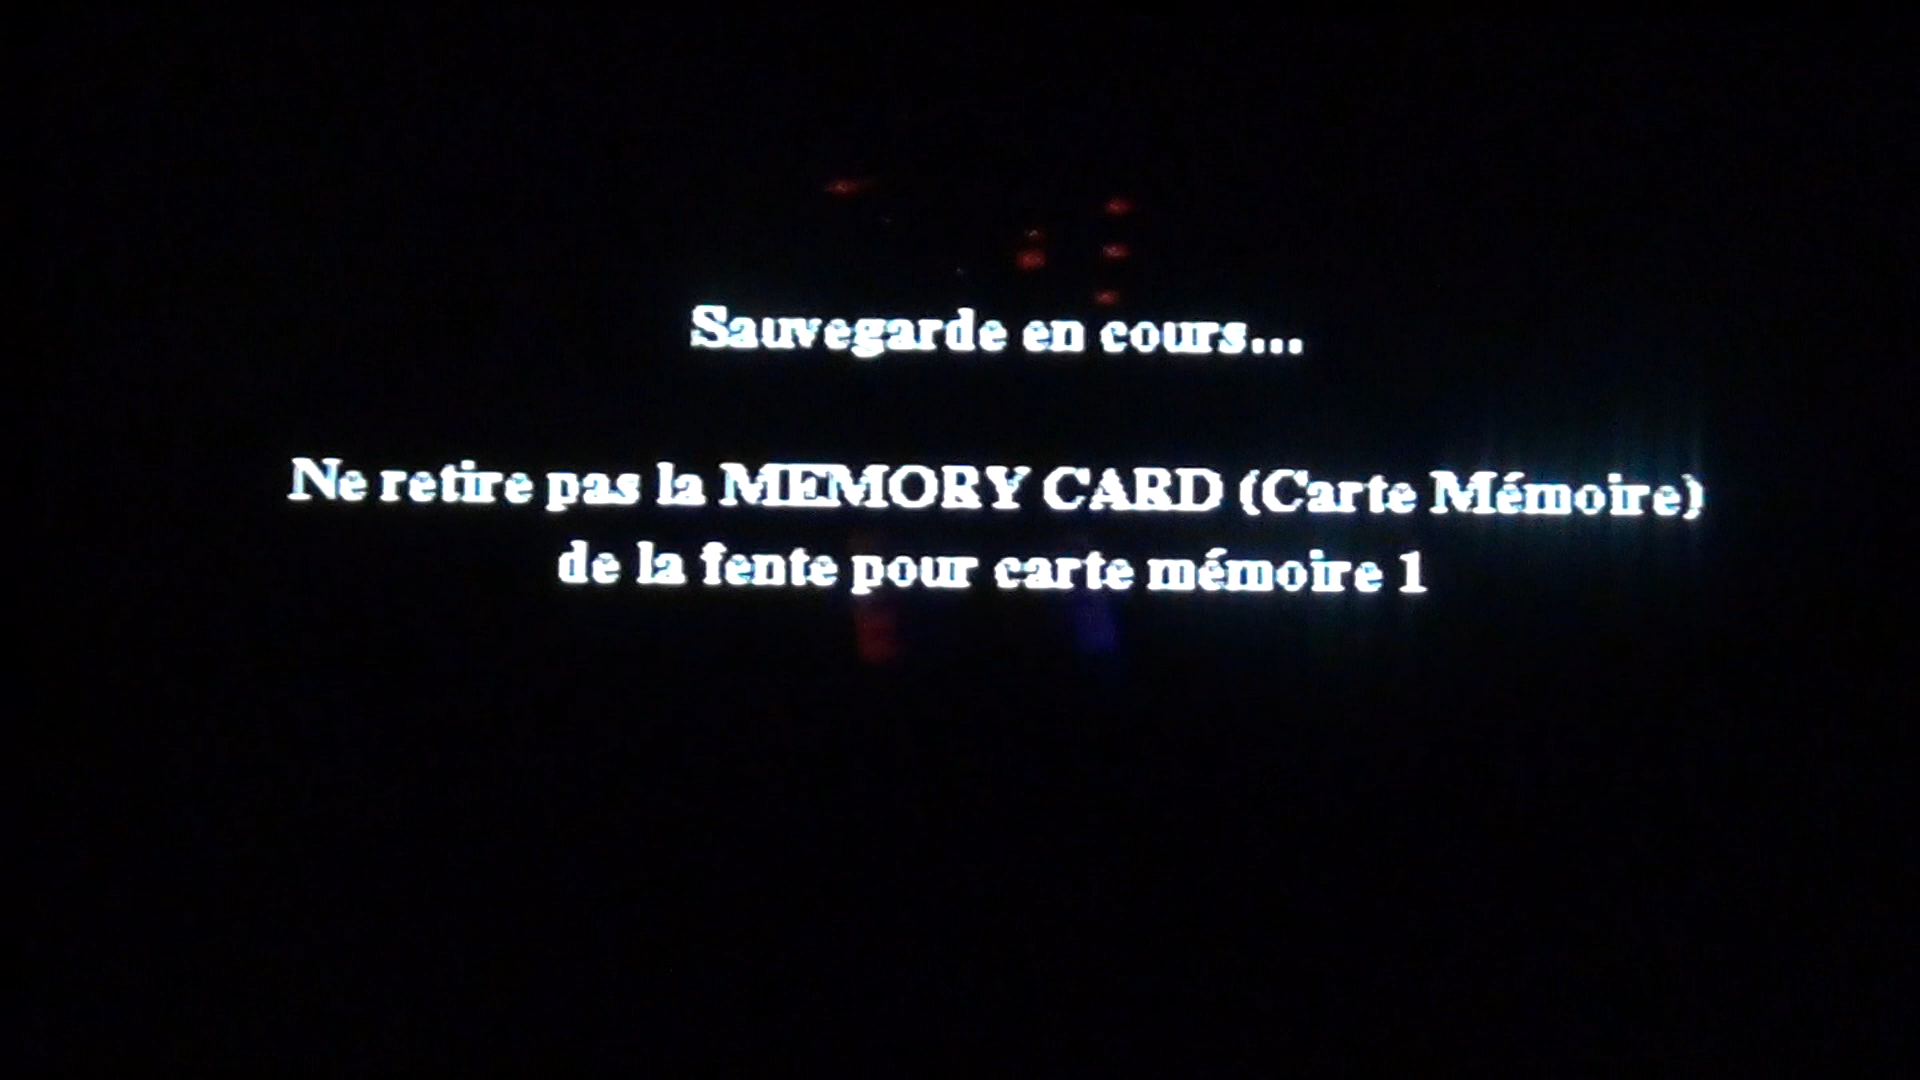 Sauvegarde en cours...
Ne retire pas la MEMORY CARD (Carte Mémoire)
de la fente pour carte mémoire 1